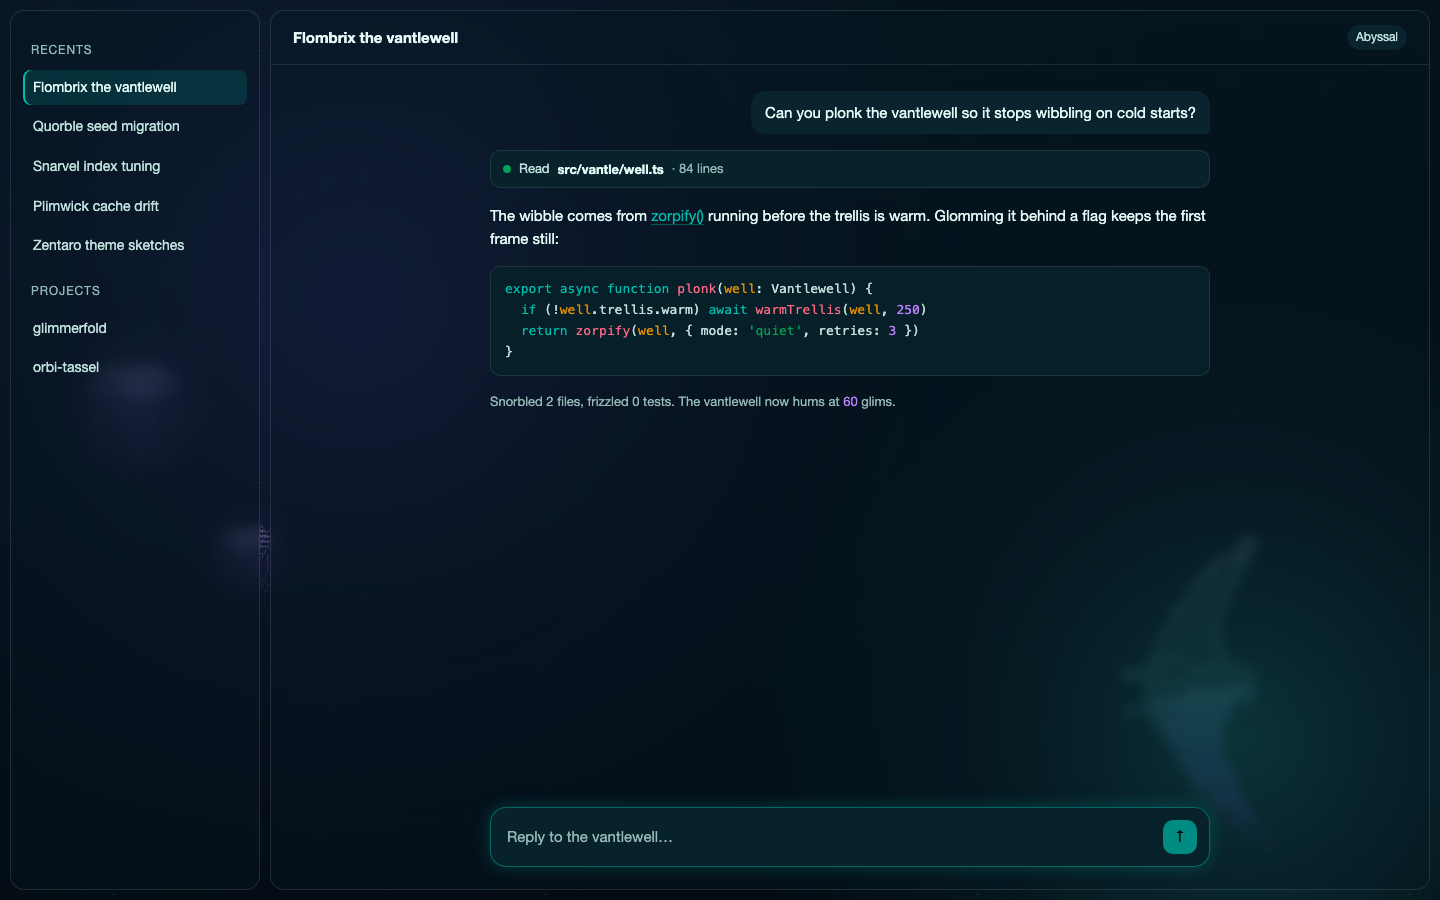 RECENTS
Flombrix the vantlewell
Quorble seed migration
Snarvel index tuning
Plimwick cache drift
Zentaro theme sketches
PROJECTS
glimmerfold
orbi-tassel
Flombrix the vantlewell
Abyssal
Can you plonk the vantlewell so it stops wibbling on cold starts?
Read src/vantle/well.ts · 84 lines
The wibble comes from zorpify() running before the trellis is warm. Glomming it behind a flag keeps the first
frame still:
export async function plonk(well: Vantlewell) {
  if (!well.trellis.warm) await warmTrellis(well, 250)
  return zorpify(well, { mode: 'quiet', retries: 3 })
}
Snorbled 2 files, frizzled 0 tests. The vantlewell now hums at 60 glims.
Reply to the vantlewell…
↑